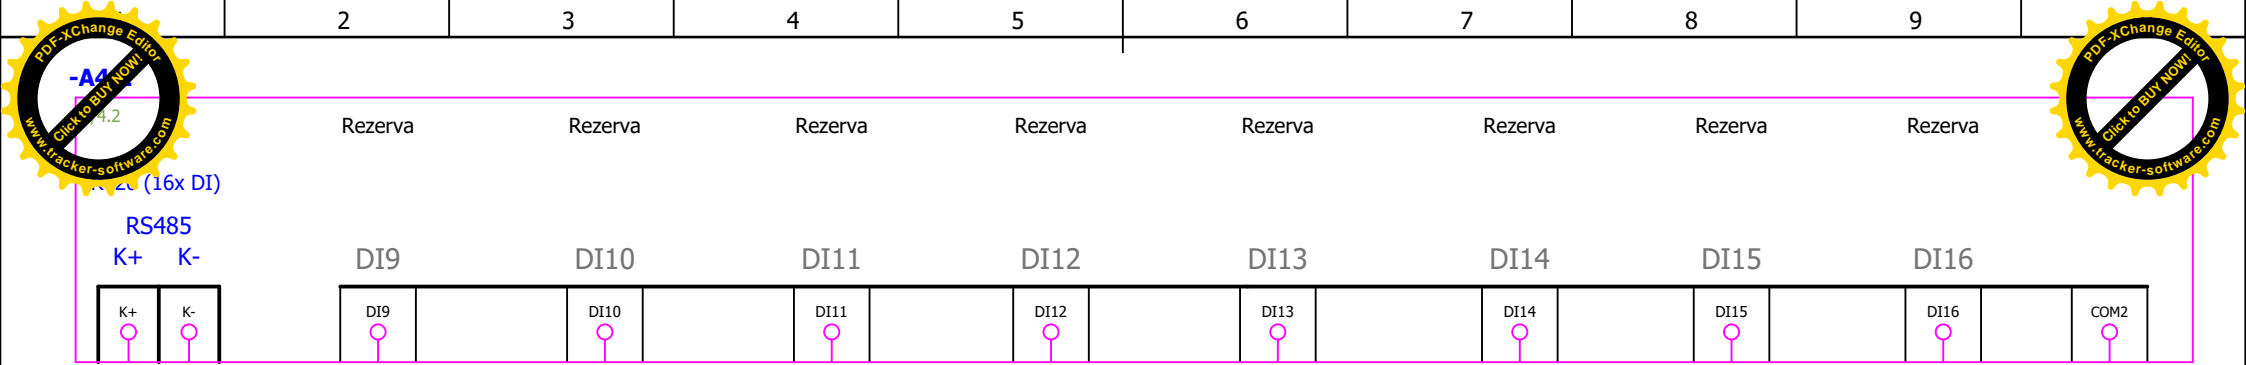 2 3 4 5 6 7 8 9
PDF-XChange Editor
Click to BUY NOW!
www.tracker-software.com
PDF-XChange Editor
Click to BUY NOW!
www.tracker-software.com
Rezerva Rezerva Rezerva Rezerva Rezerva Rezerva Rezerva Rezerva
(16x DI)
RS485
K+ K- DI9 DI10 DI11 DI12 DI13 DI14 DI15 DI16
K+ K- DI9 DI10 DI11 DI12 DI13 DI14 DI15 DI16 COM2